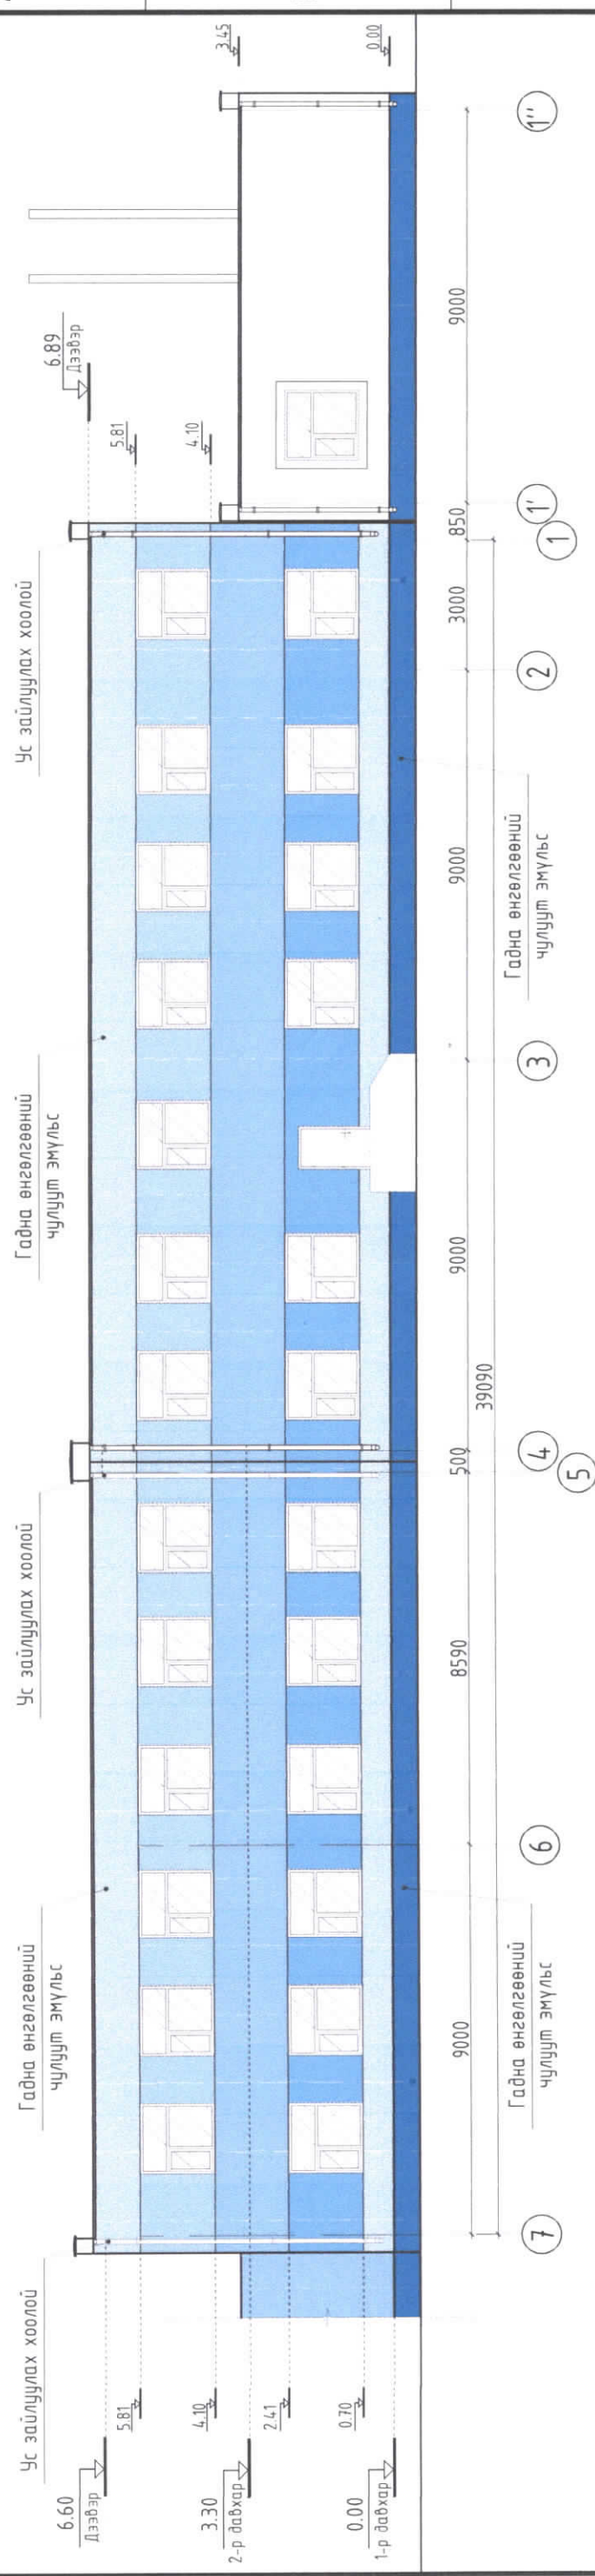 Ус зайлуулах хоолой
Гадна өнгөлгөөний
чулуут эмульс
Ус зайлуулах хоолой
Гадна өнгөлгөөний
чулуут эмульс
Ус зайлуулах хоолой
6.60
Дээвэр
5.81
4.10
3.30
2-р давхар
2.41
0.70
0.00
1-р давхар
6.89
Дээвэр
5.81
4.10
3.45
0.00
9000
8590
500
9000
9000
3000
850
9000
39090
Гадна өнгөлгөөний
чулуут эмульс
Гадна өнгөлгөөний
чулуут эмульс
7
6
5
4
3
2
1
1'
1''